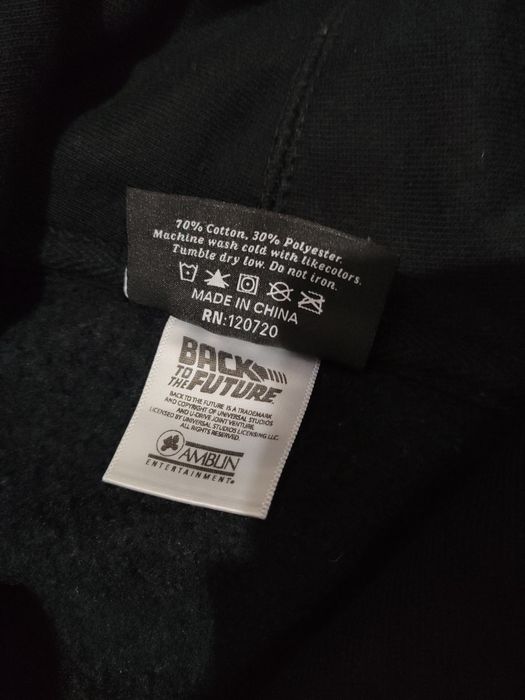 70% Cotton, 30% Polyester.
Machine wash cold with likecolors.
Tumble dry low. Do not iron.
MADE IN CHINA
RN:120720
BACK
TO
THE FUTURE
BACK TO THE FUTURE IS A TRADEMARK
AND COPYRIGHT OF UNIVERSAL STUDIOS
AND U-DRIVE JOINT VENTURE.
LICENSED BY UNIVERSAL STUDIOS LICENSING LLC.
ALL RIGHTS RESERVED.
AMBLIN
ENTERTAINMENT®